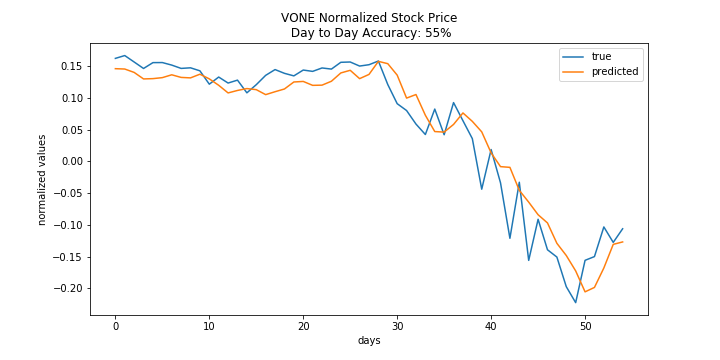 VONE Normalized Stock Price
Day to Day Accuracy: 55%
true
predicted
normalized values
0.15
0.10
0.05
0.00
−0.05
−0.10
−0.15
−0.20
0
10
20
30
40
50
days